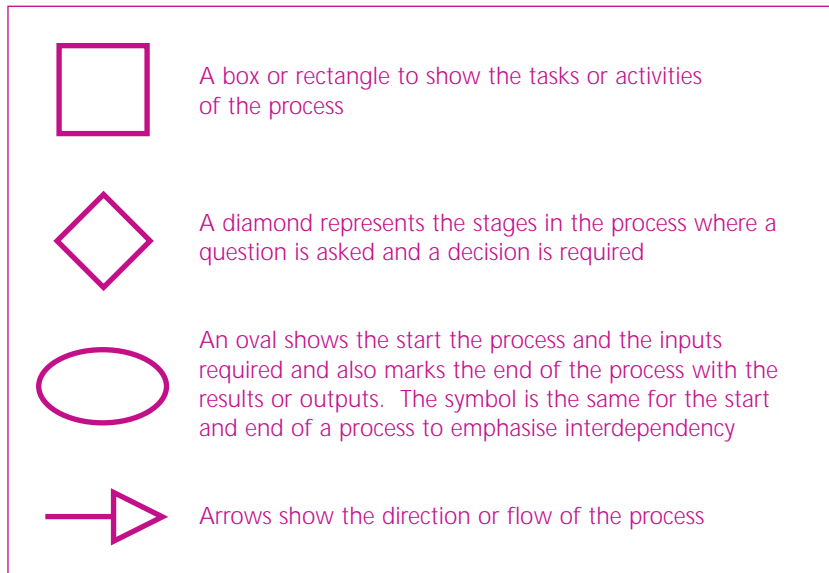 A box or rectangle to show the tasks or activities
of the process
A diamond represents the stages in the process where a
question is asked and a decision is required
An oval shows the start the process and the inputs
required and also marks the end of the process with the
results or outputs.  The symbol is the same for the start
and end of a process to emphasise interdependency
Arrows show the direction or flow of the process